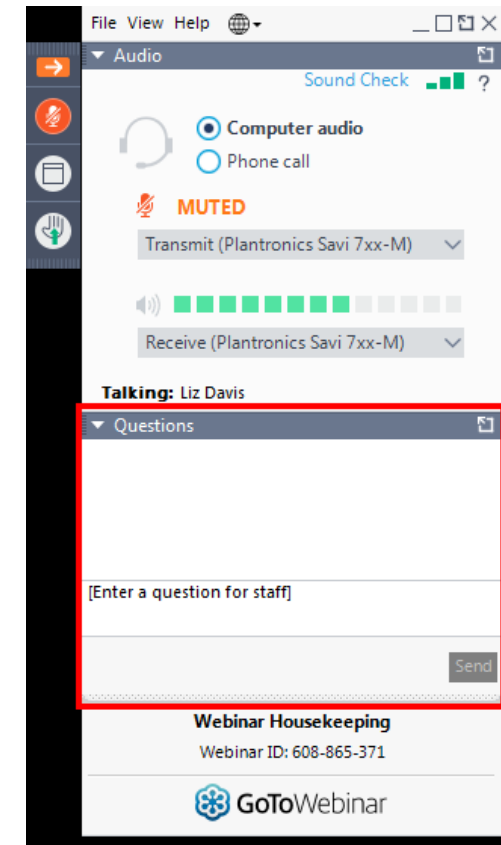 File View Help
Audio
Sound Check ?
Computer audio
Phone call
MUTED
Transmit (Plantronics Savi 7xx-M)
Receive (Plantronics Savi 7xx-M)
Talking: Liz Davis
Questions
[Enter a question for staff]
Send
Webinar Housekeeping
Webinar ID: 608-865-371
GoToWebinar